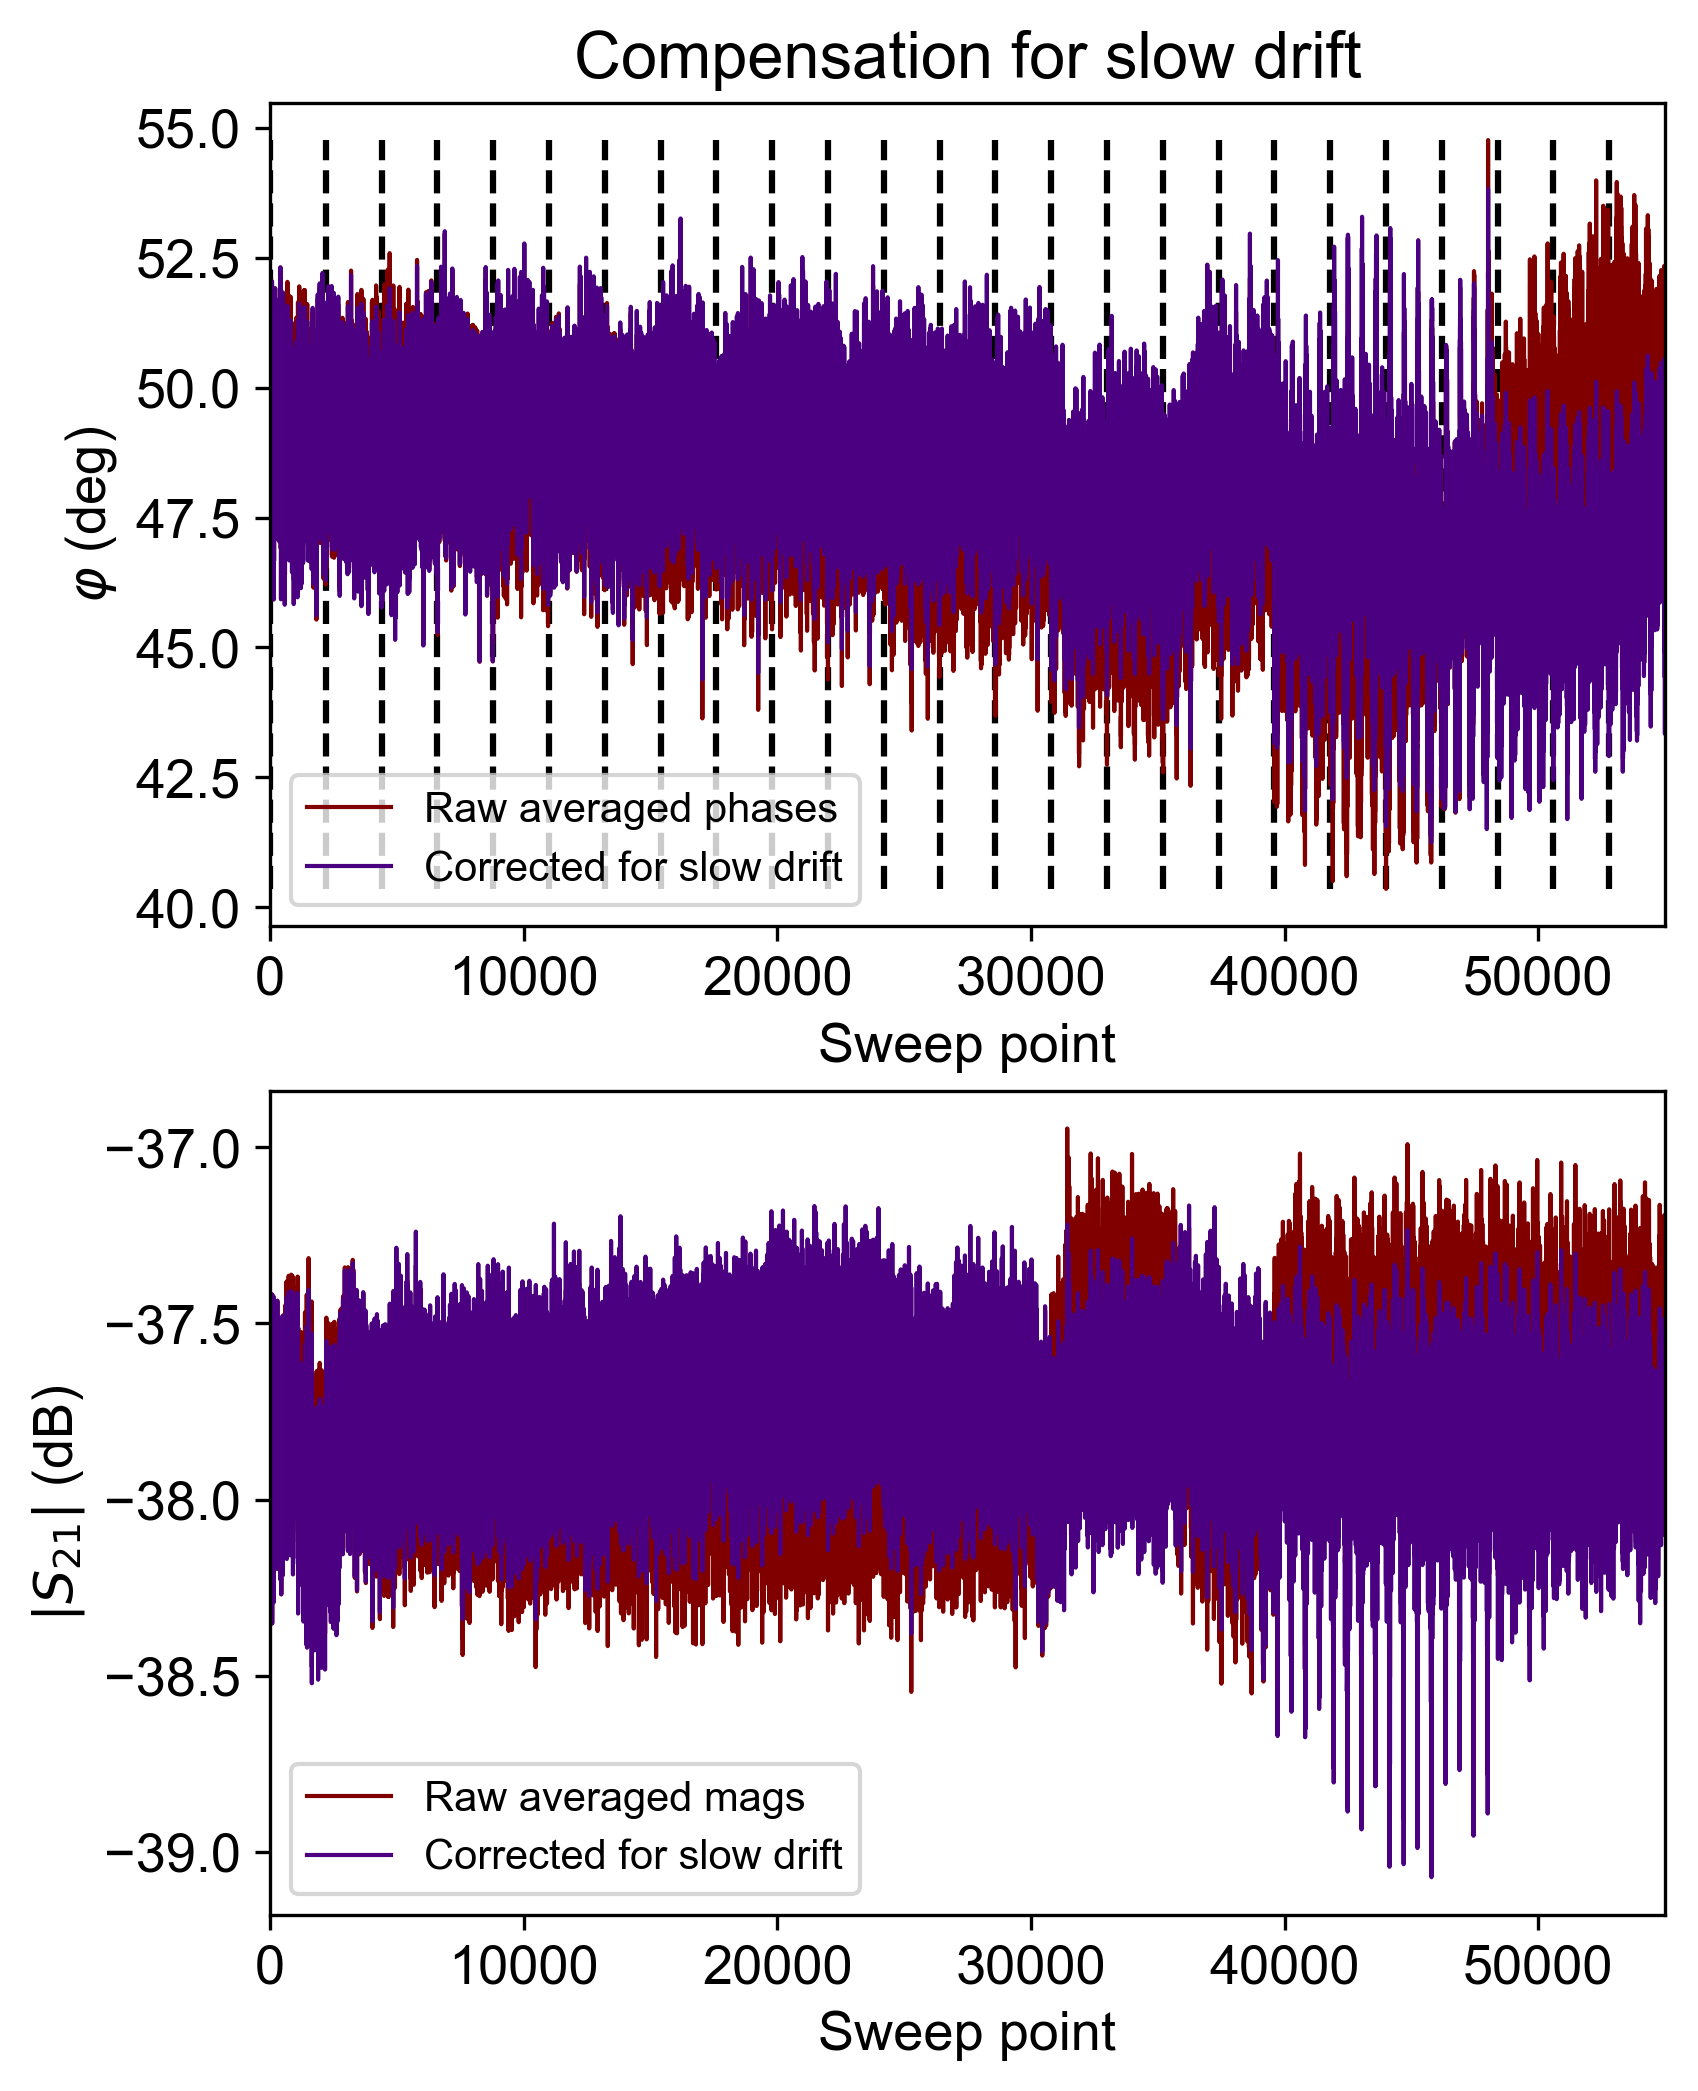 Compensation for slow drift
55.0
52.5
50.0
47.5
45.0
42.5
40.0
φ (deg)
Raw averaged phases
Corrected for slow drift
0 10000 20000 30000 40000 50000
Sweep point
−37.0
−37.5
−38.0
−38.5
−39.0
|S₂₁| (dB)
Raw averaged mags
Corrected for slow drift
0 10000 20000 30000 40000 50000
Sweep point